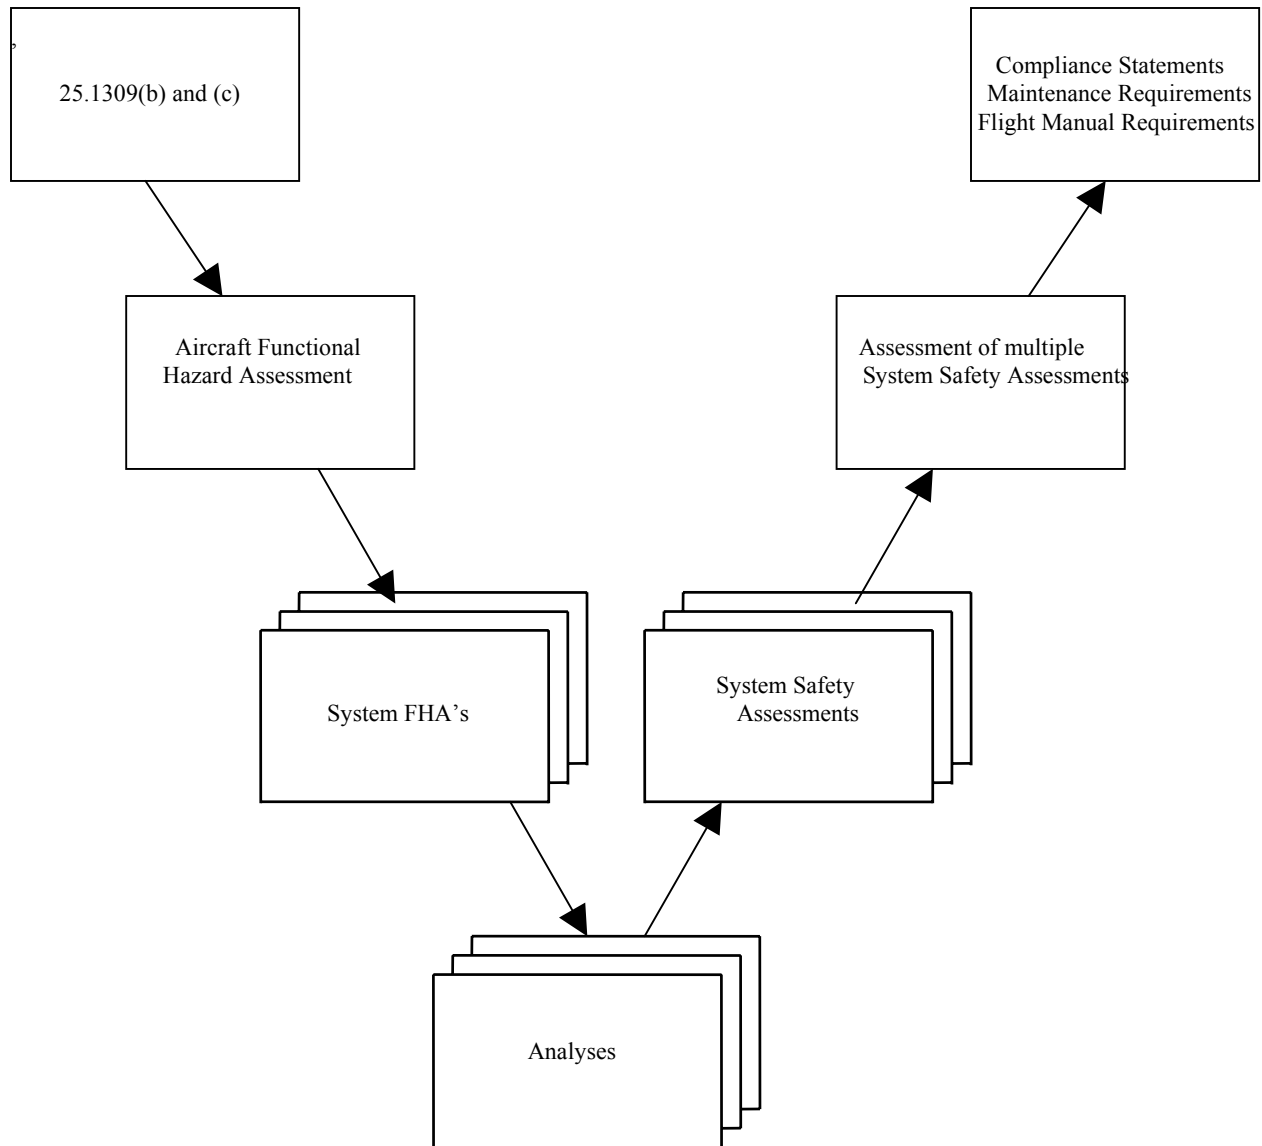 ,
25.1309(b) and (c)
Compliance Statements
Maintenance Requirements
Flight Manual Requirements
Aircraft Functional
Hazard Assessment
Assessment of multiple
System Safety Assessments
System FHA’s
System Safety
Assessments
Analyses